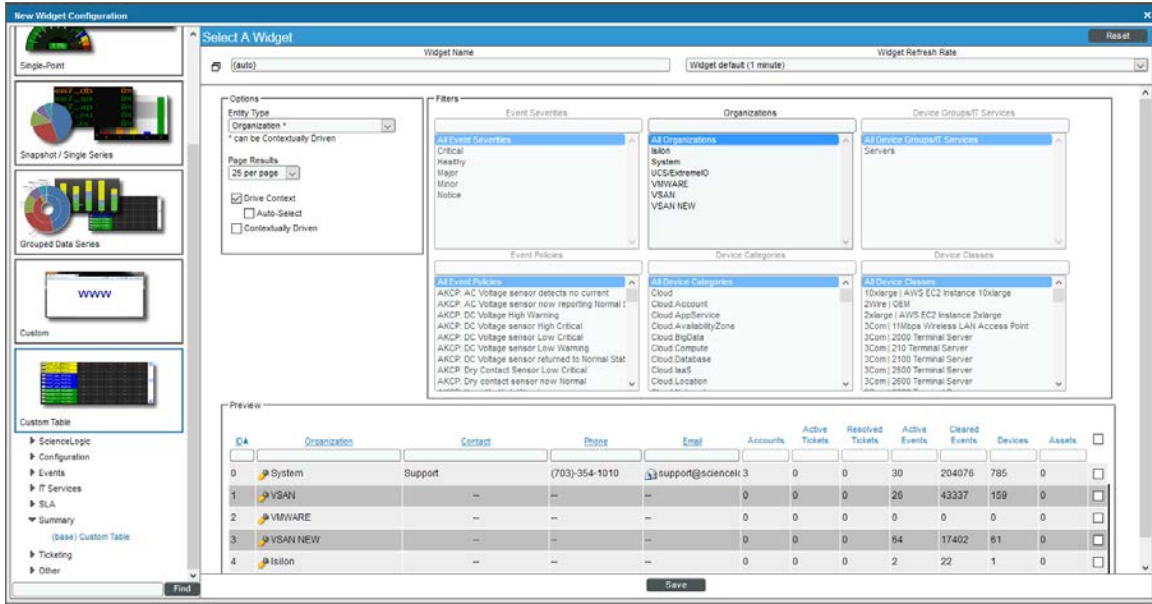 New Widget Configuration
Select A Widget
Reset
Single-Point
Snapshot / Single Series
Grouped Data Series
www
Custom
Custom Table
ScienceLogic
Configuration
Events
IT Services
SLA
Summary
(base) Custom Table
Ticketing
Other
Find
Widget Name
{auto}
Widget Refresh Rate
Widget default (1 minute)
Options
Entity Type
Organization *
* can be Contextually Driven
Page Results
25 per page
Drive Context
Auto-Select
Contextually Driven
Filters
Event Severities
All Event Severities
Critical
Healthy
Major
Minor
Notice
Organizations
All Organizations
Isilon
System
UCS/ExtremeIO
VMWARE
VSAN
VSAN NEW
Device Groups/IT Services
All Device Groups/IT Services
Servers
Event Policies
All Event Policies
AKCP: AC Voltage sensor detects no current
AKCP: AC Voltage sensor now reporting Normal
AKCP: DC Voltage High Warning
AKCP: DC Voltage sensor High Critical
AKCP: DC Voltage sensor Low Critical
AKCP: DC Voltage sensor Low Warning
AKCP: DC Voltage sensor returned to Normal Stat
AKCP: Dry Contact Sensor Low Critical
AKCP: Dry contact sensor now Normal
Device Categories
All Device Categories
Cloud
Cloud.Account
Cloud.AppService
Cloud.AvailabilityZone
Cloud.BigData
Cloud.Compute
Cloud.Database
Cloud.IaaS
Cloud.Location
Device Classes
All Device Classes
10xlarge | AWS EC2 Instance 10xlarge
2Wire | OEM
2xlarge | AWS EC2 Instance 2xlarge
3Com | 11Mbps Wireless LAN Access Point
3Com | 2000 Terminal Server
3Com | 210 Terminal Server
3Com | 2100 Terminal Server
3Com | 2500 Terminal Server
3Com | 2600 Terminal Server
Preview
ID Organization Contact Phone Email Accounts Active Tickets Resolved Tickets Active Events Cleared Events Devices Assets
0 System Support (703)-354-1010 support@sciencelo 3 0 0 30 204076 785 0
1 VSAN -- -- -- 0 0 0 26 43337 159 0
2 VMWARE -- -- -- 0 0 0 0 0 0 0
3 VSAN NEW -- -- -- 0 0 0 64 17402 61 0
4 Isilon -- -- -- 0 0 0 2 22 1 0
Save